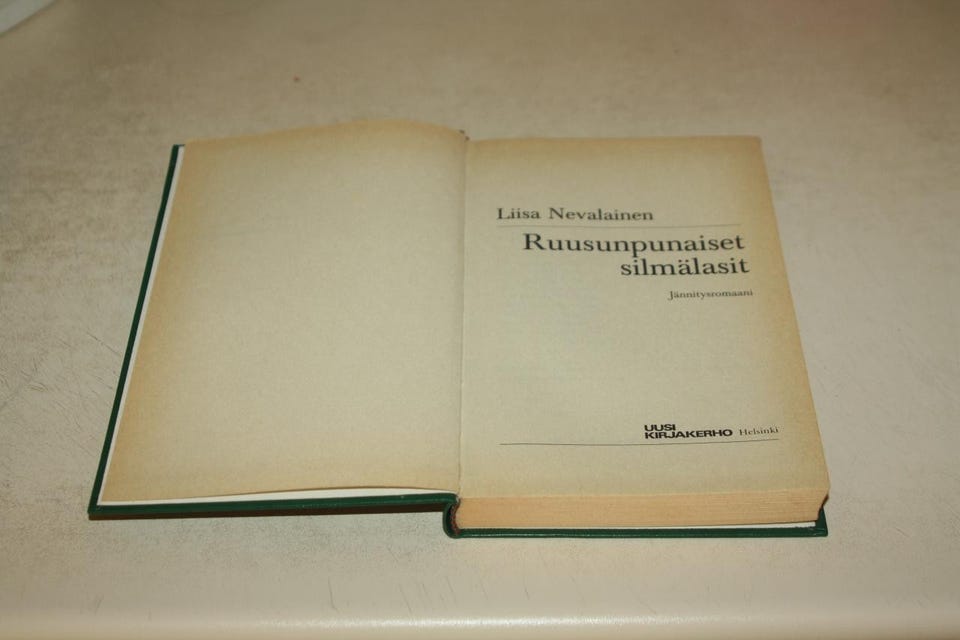 Liisa Nevalainen
Ruusunpunaiset
silmälasit
Jännitysromaani
UUSI
KIRJAKERHO Helsinki